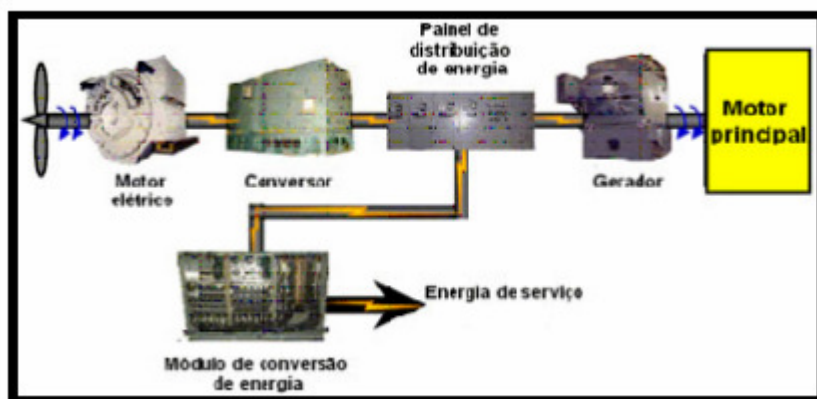 Painel de
distribuição
de energia
Motor
principal
Motor
elétrico
Conversor
Gerador
Energia de serviço
Módulo de conversão
de energia